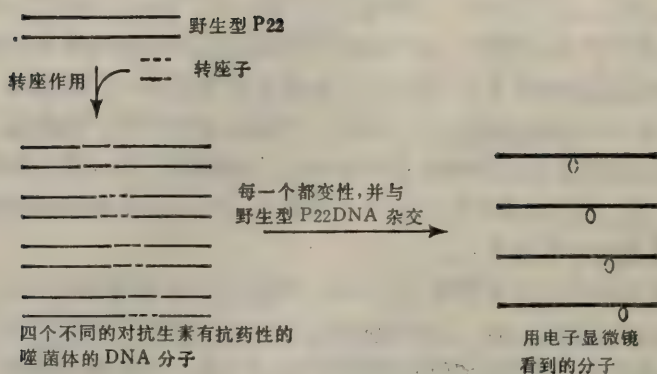 野生型 P22
转座子
转座作用
每一个都变性，并与
野生型 P22DNA 杂交
四个不同的对抗生素有抗药性的
噬菌体的 DNA 分子
用电子显微镜
看到的分子